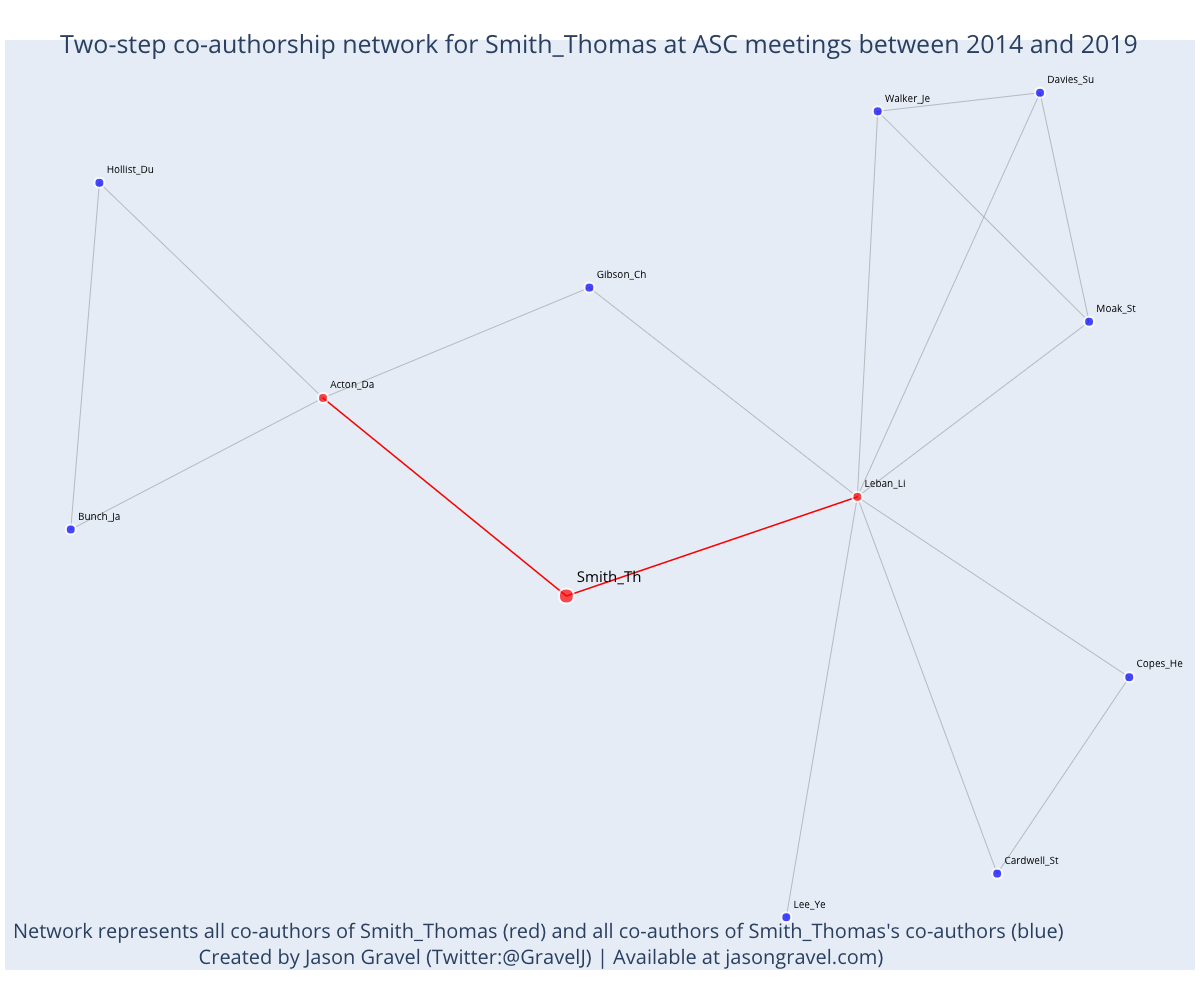 Two-step co-authorship network for Smith_Thomas at ASC meetings between 2014 and 2019
Davies_Su
Walker_Je
Hollist_Du
Gibson_Ch
Moak_St
Acton_Da
Leban_Li
Bunch_Ja
Smith_Th
Copes_He
Cardwell_St
Lee_Ye
Network represents all co-authors of Smith_Thomas (red) and all co-authors of Smith_Thomas's co-authors (blue)
Created by Jason Gravel (Twitter:@GravelJ) | Available at jasongravel.com)